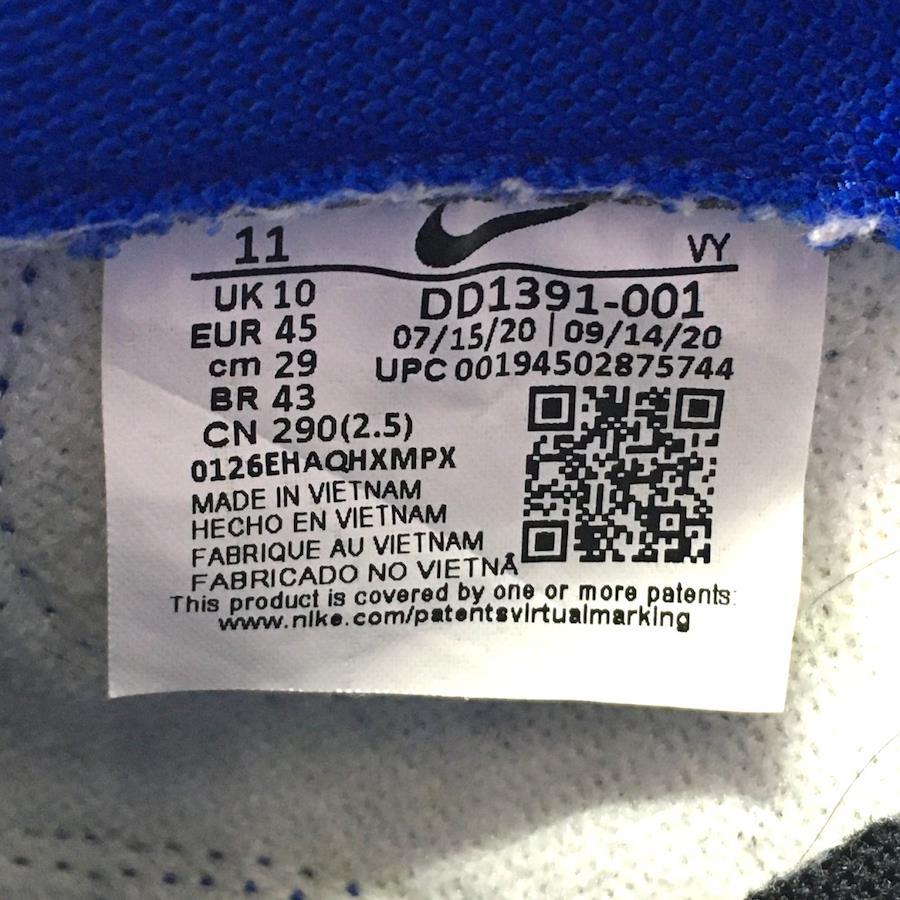 11 VY
UK 10
EUR 45
cm 29
BR 43
CN 290(2.5)
DD1391-001
07/15/20 | 09/14/20
UPC 00194502875744
0126EHAQHXMPX
MADE IN VIETNAM
HECHO EN VIETNAM
FABRIQUE AU VIETNAM
FABRICADO NO VIETNÃ
This product is covered by one or more patents:
www.nike.com/patentsvirtualmarking